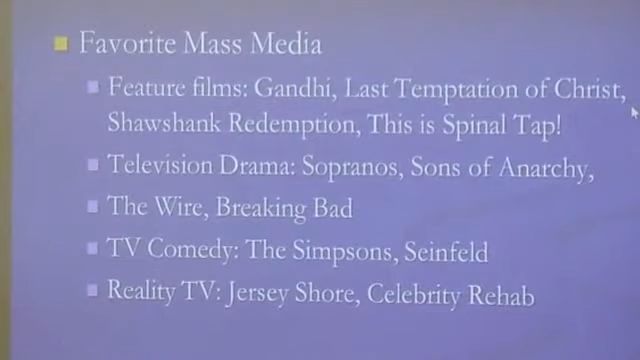 Favorite Mass Media
Feature films: Gandhi, Last Temptation of Christ,
Shawshank Redemption, This is Spinal Tap!
Television Drama: Sopranos, Sons of Anarchy,
The Wire, Breaking Bad
TV Comedy: The Simpsons, Seinfeld
Reality TV: Jersey Shore, Celebrity Rehab